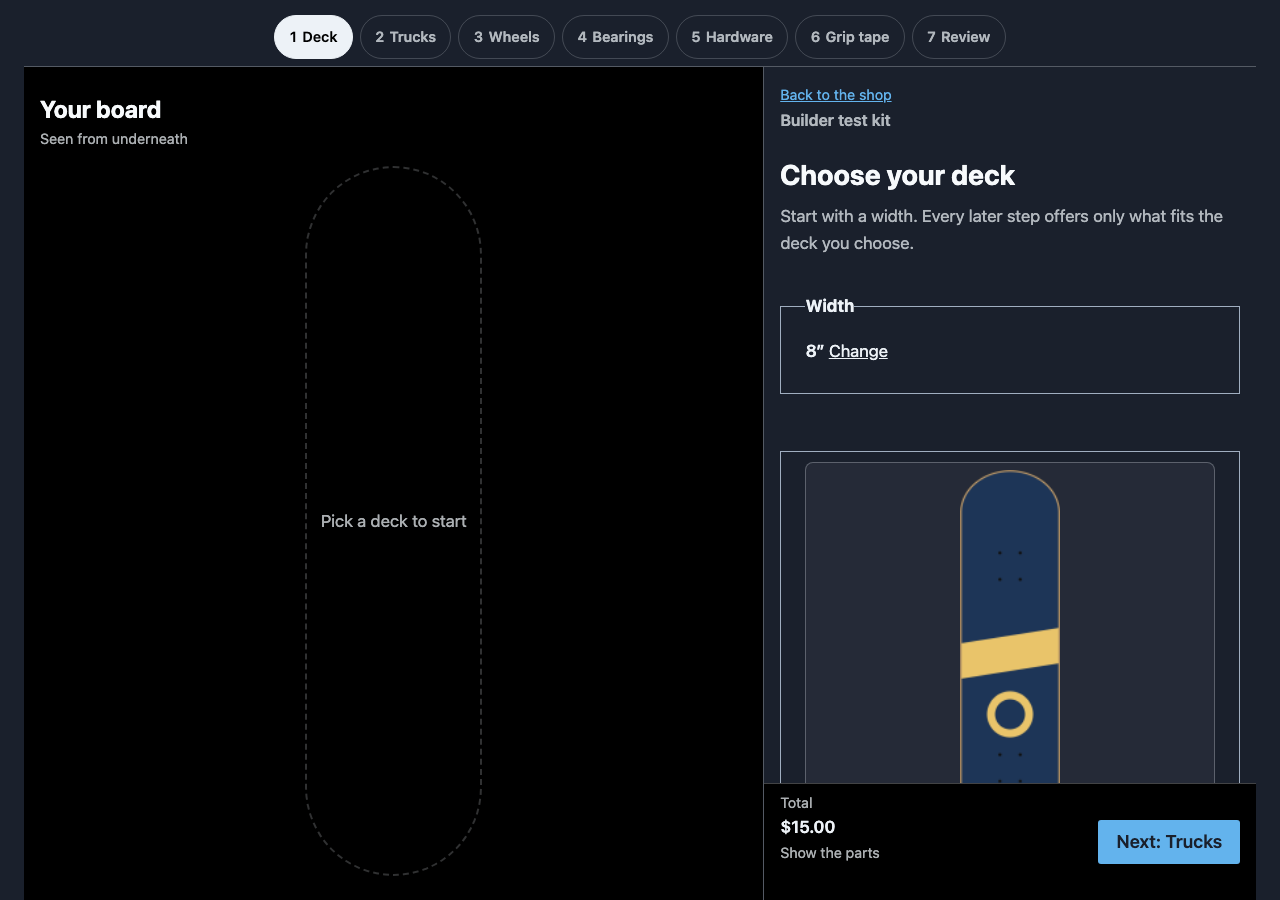 1 Deck
2 Trucks
3 Wheels
4 Bearings
5 Hardware
6 Grip tape
7 Review
Your board
Seen from underneath
Pick a deck to start
Back to the shop
Builder test kit
Choose your deck
Start with a width. Every later step offers only what fits the
deck you choose.
Width
8″ Change
Total
$15.00
Show the parts
Next: Trucks